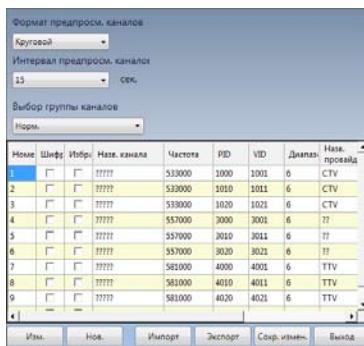 Формат предпросм. каналов
Круговой
Интервал предпросм. каналов
15 сек.
Выбор группы каналов
Норм.
Номе Шифр Избра Назв. канала Частота PID VID Диапазо Назв. провайд
1 ????? 533000 1000 1001 6 CTV
2 ????? 533000 1010 1011 6 CTV
3 ????? 533000 1020 1021 6 CTV
4 ????? 557000 3000 3001 6 ??
5 ????? 557000 3010 3011 6 ??
6 ????? 557000 3020 3021 6 ??
7 ????? 581000 4000 4001 6 TTV
8 ????? 581000 4010 4011 6 TTV
9 ????? 581000 4020 4021 6 TTV
Изм. Нов. Импорт Экспорт Сохр. измен. Выход